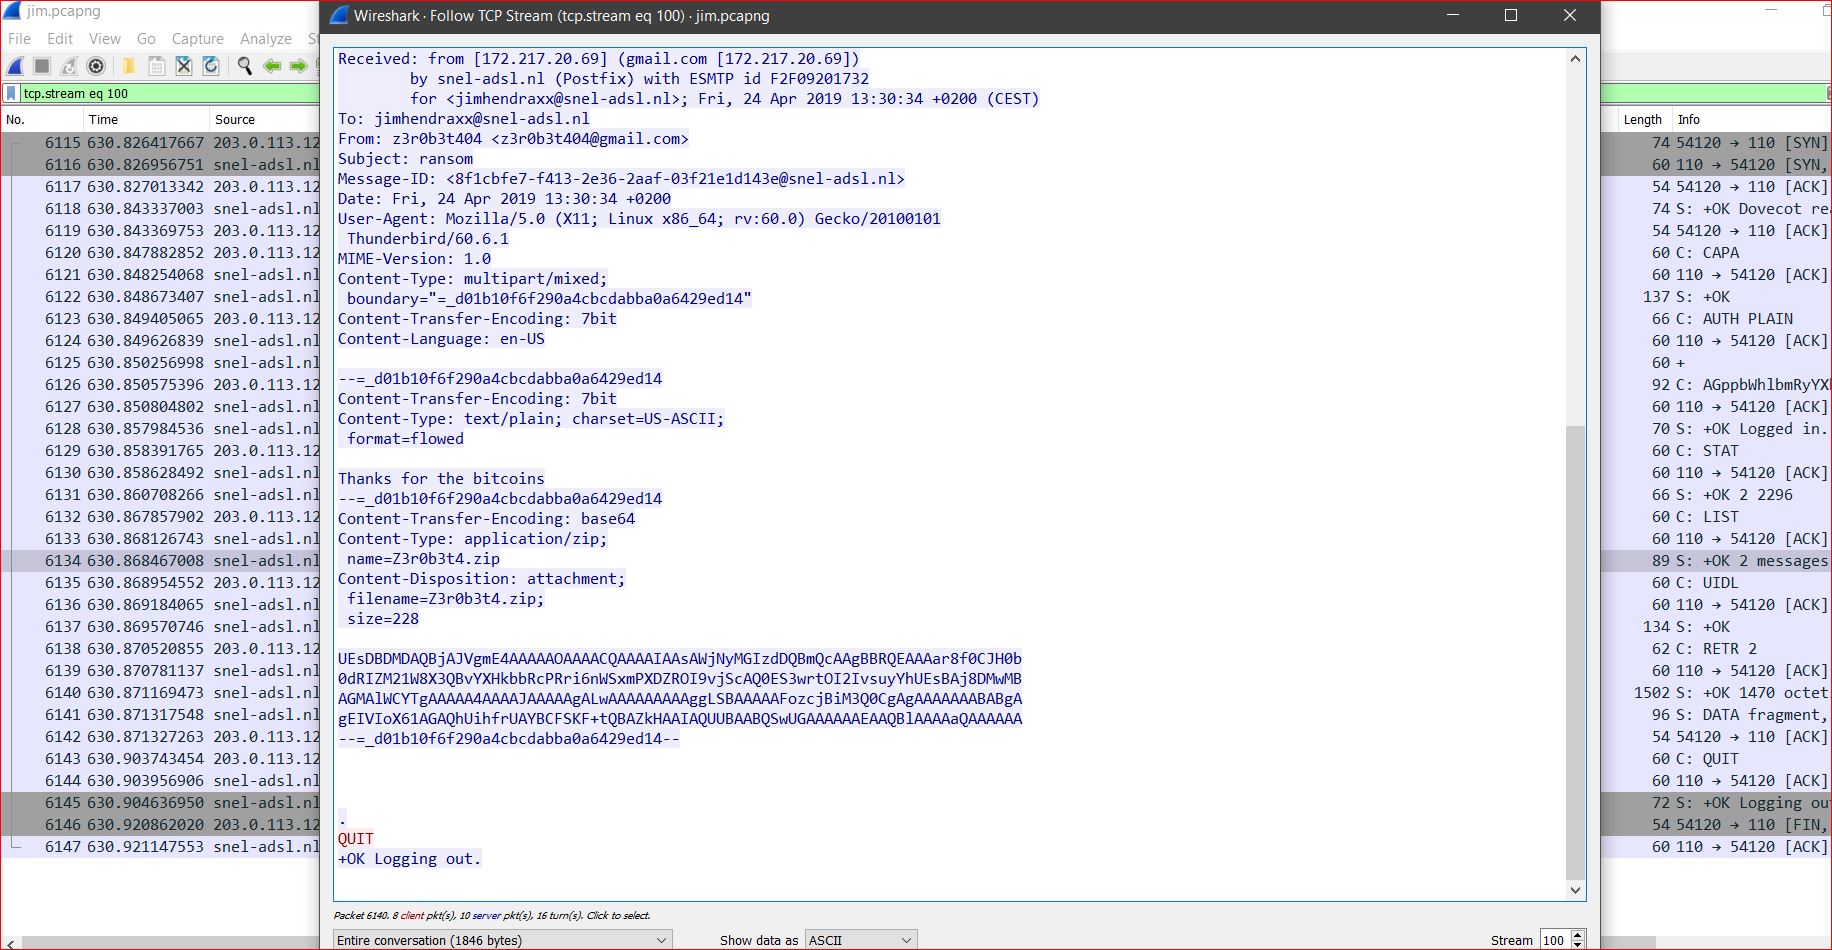 jim.pcapng
Wireshark · Follow TCP Stream (tcp.stream eq 100) · jim.pcapng
File Edit View Go Capture Analyze
tcp.stream eq 100
No. Time Source Length Info
6115 630.826417667 203.0.113.12 74 54120 → 110 [SYN]
6116 630.826956751 snel-adsl.nl 60 110 → 54120 [SYN,
6117 630.827013342 203.0.113.12 54 54120 → 110 [ACK]
6118 630.843337003 snel-adsl.nl 74 S: +OK Dovecot rea
6119 630.843369753 203.0.113.12 54 54120 → 110 [ACK]
6120 630.847882852 203.0.113.12 60 C: CAPA
6121 630.848254068 snel-adsl.nl 60 110 → 54120 [ACK]
6122 630.848673407 snel-adsl.nl 137 S: +OK
6123 630.849405065 203.0.113.12 66 C: AUTH PLAIN
6124 630.849626839 snel-adsl.nl 60 110 → 54120 [ACK]
6125 630.850256998 snel-adsl.nl 60 +
6126 630.850575396 203.0.113.12 92 C: AGppbWhlbmRyYX
6127 630.850804802 snel-adsl.nl 60 110 → 54120 [ACK]
6128 630.857984536 snel-adsl.nl 70 S: +OK Logged in.
6129 630.858391765 203.0.113.12 60 C: STAT
6130 630.858628492 snel-adsl.nl 60 110 → 54120 [ACK]
6131 630.860708266 snel-adsl.nl 66 S: +OK 2 2296
6132 630.867857902 203.0.113.12 60 C: LIST
6133 630.868126743 snel-adsl.nl 60 110 → 54120 [ACK]
6134 630.868467008 snel-adsl.nl 89 S: +OK 2 messages
6135 630.868954552 203.0.113.12 60 C: UIDL
6136 630.869184065 snel-adsl.nl 60 110 → 54120 [ACK]
6137 630.869570746 snel-adsl.nl 134 S: +OK
6138 630.870520855 203.0.113.12 62 C: RETR 2
6139 630.870781137 snel-adsl.nl 60 110 → 54120 [ACK]
6140 630.871169473 snel-adsl.nl 1502 S: +OK 1470 octet
6141 630.871317548 snel-adsl.nl 96 S: DATA fragment,
6142 630.871327263 203.0.113.12 54 54120 → 110 [ACK]
6143 630.903743454 203.0.113.12 60 C: QUIT
6144 630.903956906 snel-adsl.nl 60 110 → 54120 [ACK]
6145 630.904636950 snel-adsl.nl 72 S: +OK Logging ou
6146 630.920862020 203.0.113.12 54 54120 → 110 [FIN,
6147 630.921147553 snel-adsl.nl 60 110 → 54120 [ACK]
Received: from [172.217.20.69] (gmail.com [172.217.20.69])
by snel-adsl.nl (Postfix) with ESMTP id F2F09201732
for <jimhendraxx@snel-adsl.nl>; Fri, 24 Apr 2019 13:30:34 +0200 (CEST)
To: jimhendraxx@snel-adsl.nl
From: z3r0b3t404 <z3r0b3t404@gmail.com>
Subject: ransom
Message-ID: <8f1cbfe7-f413-2e36-2aaf-03f21e1d143e@snel-adsl.nl>
Date: Fri, 24 Apr 2019 13:30:34 +0200
User-Agent: Mozilla/5.0 (X11; Linux x86_64; rv:60.0) Gecko/20100101
Thunderbird/60.6.1
MIME-Version: 1.0
Content-Type: multipart/mixed;
boundary="=_d01b10f6f290a4cbcdabba0a6429ed14"
Content-Transfer-Encoding: 7bit
Content-Language: en-US
--=_d01b10f6f290a4cbcdabba0a6429ed14
Content-Transfer-Encoding: 7bit
Content-Type: text/plain; charset=US-ASCII;
format=flowed
Thanks for the bitcoins
--=_d01b10f6f290a4cbcdabba0a6429ed14
Content-Transfer-Encoding: base64
Content-Type: application/zip;
name=Z3r0b3t4.zip
Content-Disposition: attachment;
filename=Z3r0b3t4.zip;
size=228
UEsDBDMDAQBjAJVgmE4AAAAAOAAAACQAAAAIAAsAWjNyMGIzdDQBmQcAAgBBRQEAAAar8f0CJH0b
0dRIZM21W8X3QBvYXHkbbRcPRri6nWSxmPXDZROI9vjScAQ0ES3wrtOI2IvsuyYhUEsBAj8DMwMB
AGMAlWCYTgAAAAA4AAAAJAAAAAgALwAAAAAAAAAggLSBAAAAAFozcjBiM3Q0CgAgAAAAAAABABgA
gEIVIoX61AGAQhUihfrUAYBCFSKF+tQBAZkHAAIAQUUBAABQSwUGAAAAAAEAAQBlAAAAaQAAAAAA
--=_d01b10f6f290a4cbcdabba0a6429ed14--
.
QUIT
+OK Logging out.
Packet 6140. 8 client pkt(s), 10 server pkt(s), 16 turn(s). Click to select.
Entire conversation (1846 bytes) Show data as ASCII Stream 100